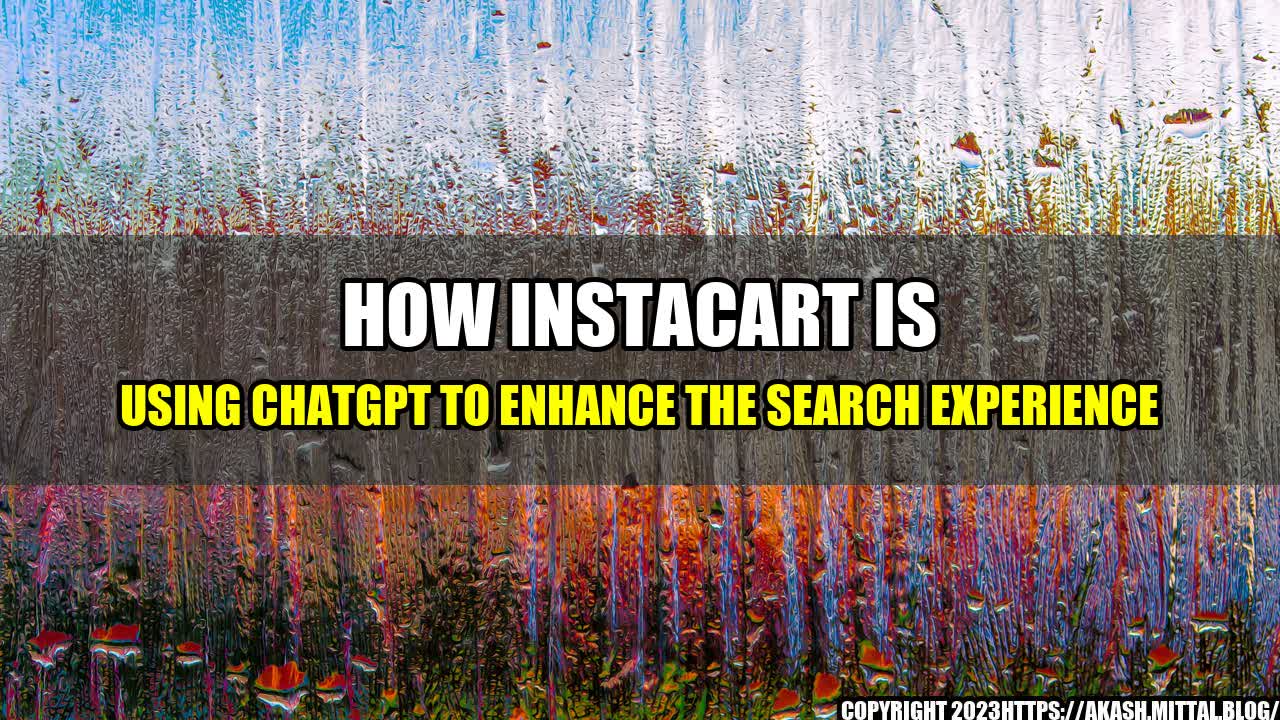 HOW INSTACART IS
USING CHATGPT TO ENHANCE THE SEARCH EXPERIENCE
COPYRIGHT 2023HTTPS://AKASH.MITTAL.BLOG/